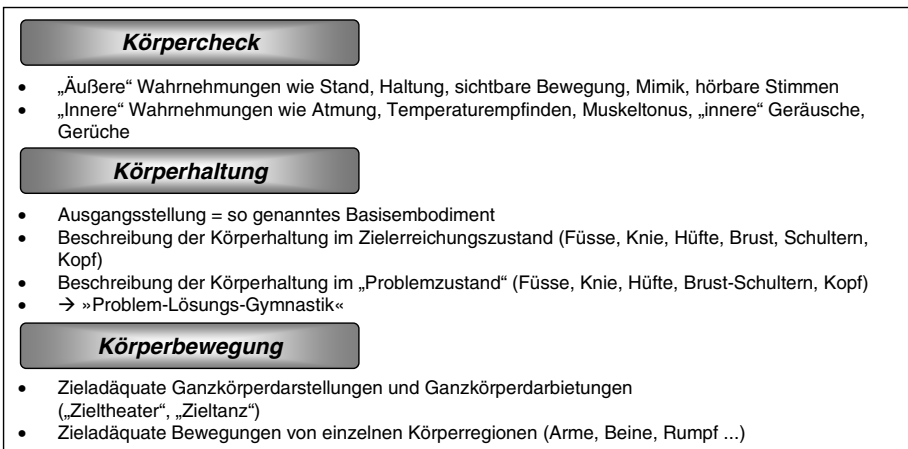 Körpercheck
• „Äußere“ Wahrnehmungen wie Stand, Haltung, sichtbare Bewegung, Mimik, hörbare Stimmen
• „Innere“ Wahrnehmungen wie Atmung, Temperaturempfinden, Muskeltonus, „innere“ Geräusche,
Gerüche
Körperhaltung
• Ausgangsstellung = so genanntes Basisembodiment
• Beschreibung der Körperhaltung im Zielerreichungszustand (Füsse, Knie, Hüfte, Brust, Schultern,
Kopf)
• Beschreibung der Körperhaltung im „Problemzustand“ (Füsse, Knie, Hüfte, Brust-Schultern, Kopf)
• → »Problem-Lösungs-Gymnastik«
Körperbewegung
• Zieladäquate Ganzkörperdarstellungen und Ganzkörperdarbietungen
(„Zieltheater“, „Zieltanz“)
• Zieladäquate Bewegungen von einzelnen Körperregionen (Arme, Beine, Rumpf ...)